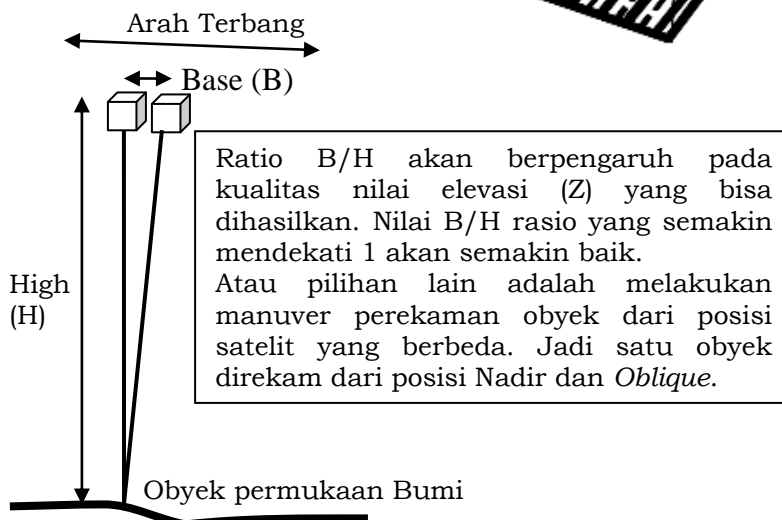 Arah Terbang
Base (B)
Ratio B/H akan berpengaruh pada
kualitas nilai elevasi (Z) yang bisa
dihasilkan. Nilai B/H rasio yang semakin
mendekati 1 akan semakin baik.
Atau pilihan lain adalah melakukan
manuver perekaman obyek dari posisi
satelit yang berbeda. Jadi satu obyek
direkam dari posisi Nadir dan Oblique.
High
(H)
Obyek permukaan Bumi